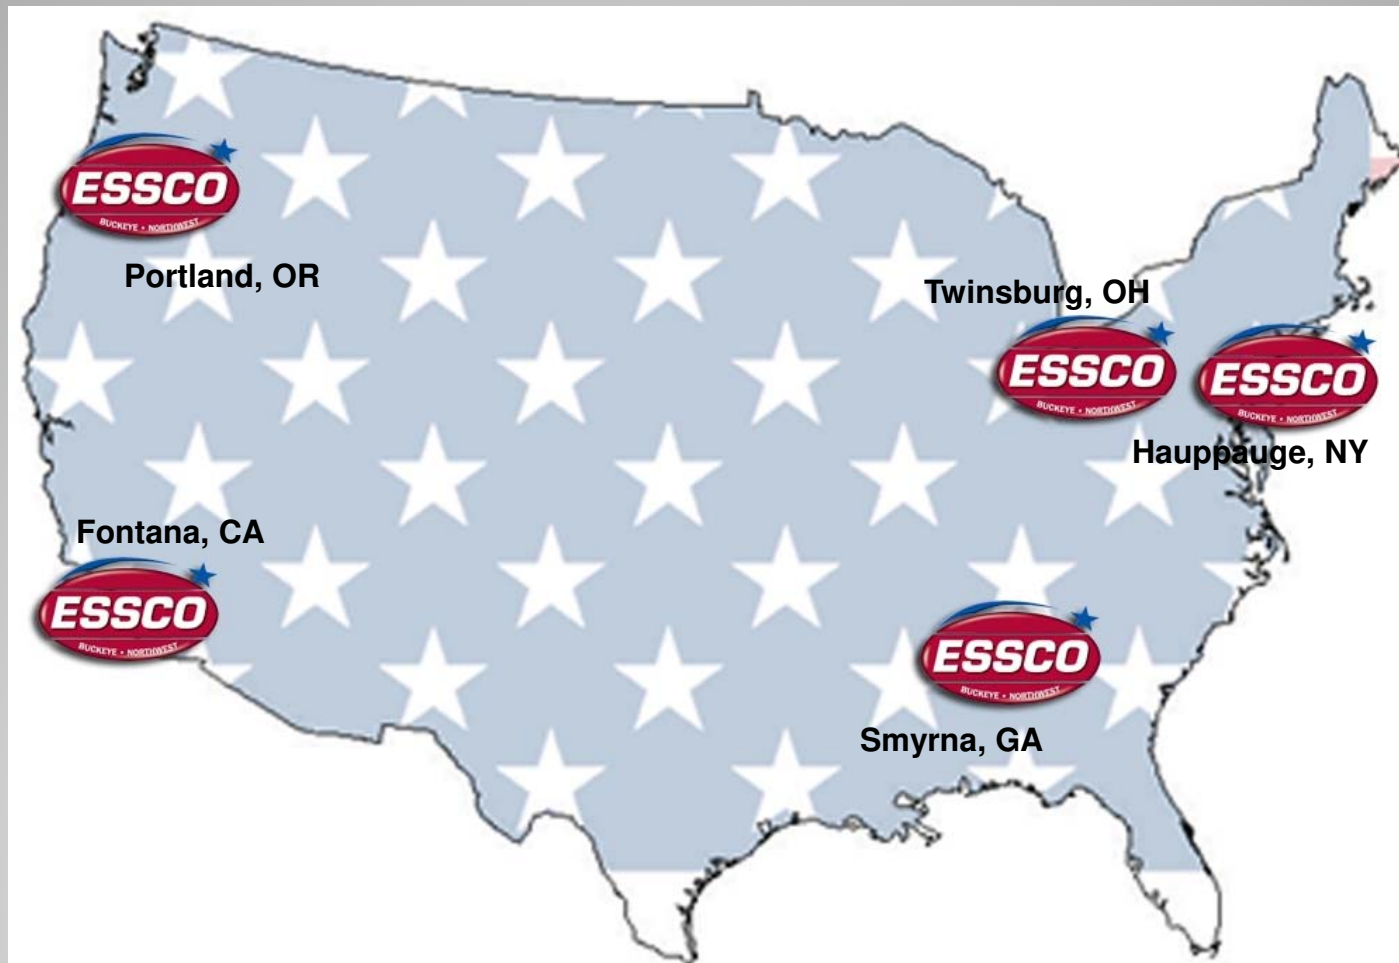 ESSCO
BUCKEYE • NORTHWEST
Portland, OR
Twinsburg, OH
ESSCO
BUCKEYE • NORTHWEST
ESSCO
BUCKEYE • NORTHWEST
Hauppauge, NY
Fontana, CA
ESSCO
BUCKEYE • NORTHWEST
ESSCO
BUCKEYE • NORTHWEST
Smyrna, GA